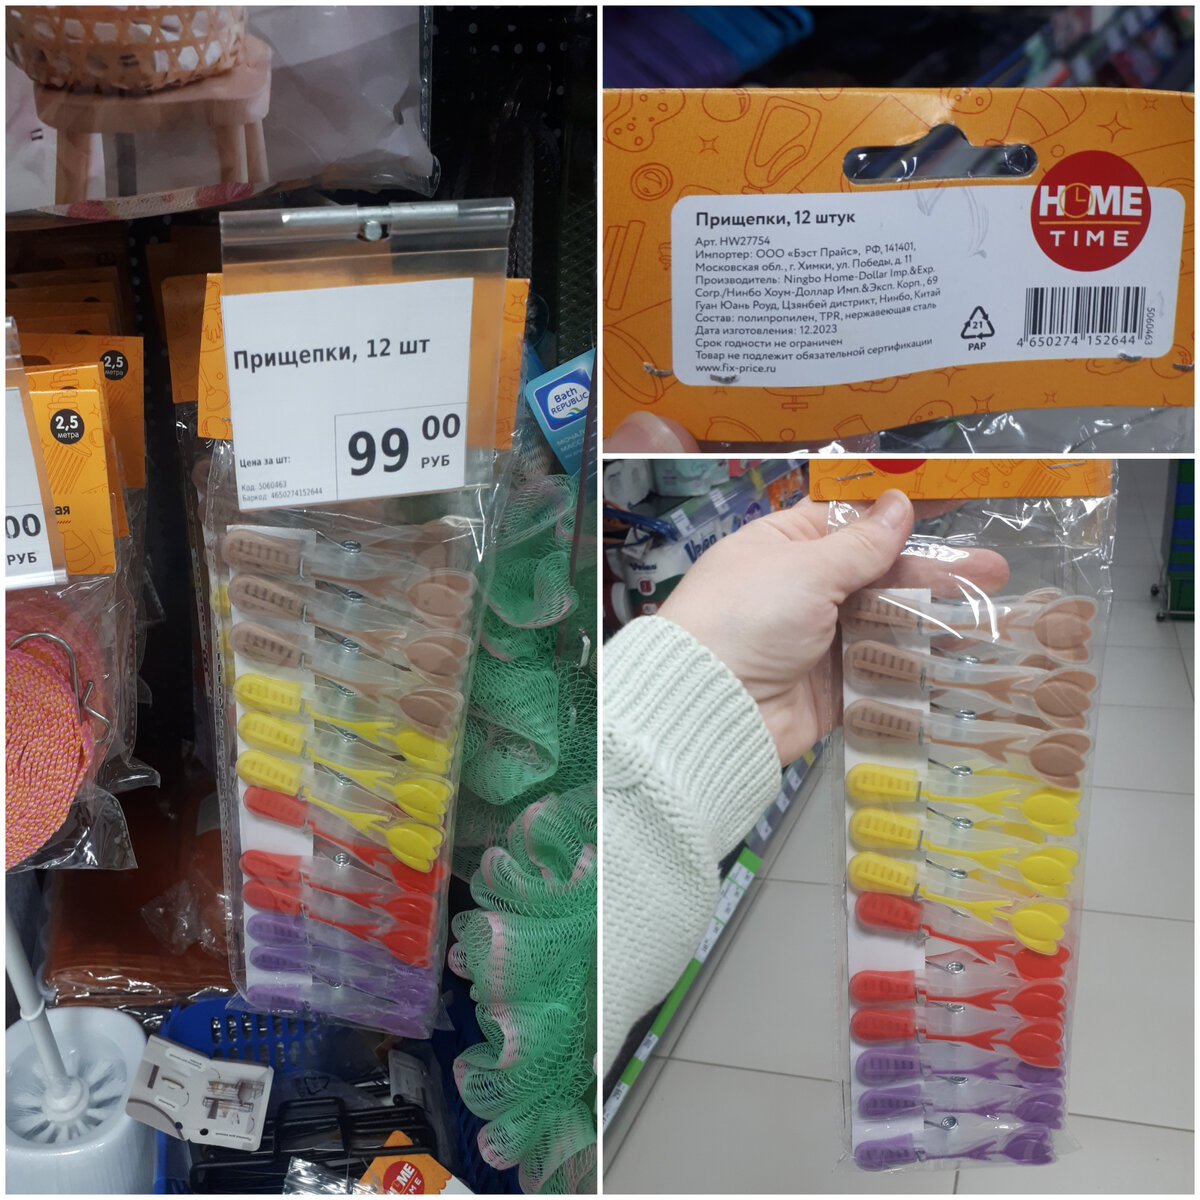 Прищепки, 12 шт
99 00
РУБ
Цена за шт:
Код: 5060463
Баркод: 4650274152644
2,5
метра
2,5
метра
00
РУБ
ая
Bath
REPUBLIC
HOME
TIME
Прищепки, 12 штук
Арт. HW27754
Импортер: ООО «Бэст Прайс», РФ, 141401,
Московская обл., г. Химки, ул. Победы, д. 11
Производитель: Ningbo Home-Dollar Imp.&Exp.
Corp./Нинбо Хоум-Доллар Имп.&Эксп. Корп., 69
Гуан Юань Роуд, Цзянбей дистрикт, Нинбо, Китай
Состав: полипропилен, TPR, нержавеющая сталь
Дата изготовления: 12.2023
Срок годности не ограничен
Товар не подлежит обязательной сертификации
www.fix-price.ru
21
PAP
4 650274 152644
5060463
HOME
TIME
Veiro